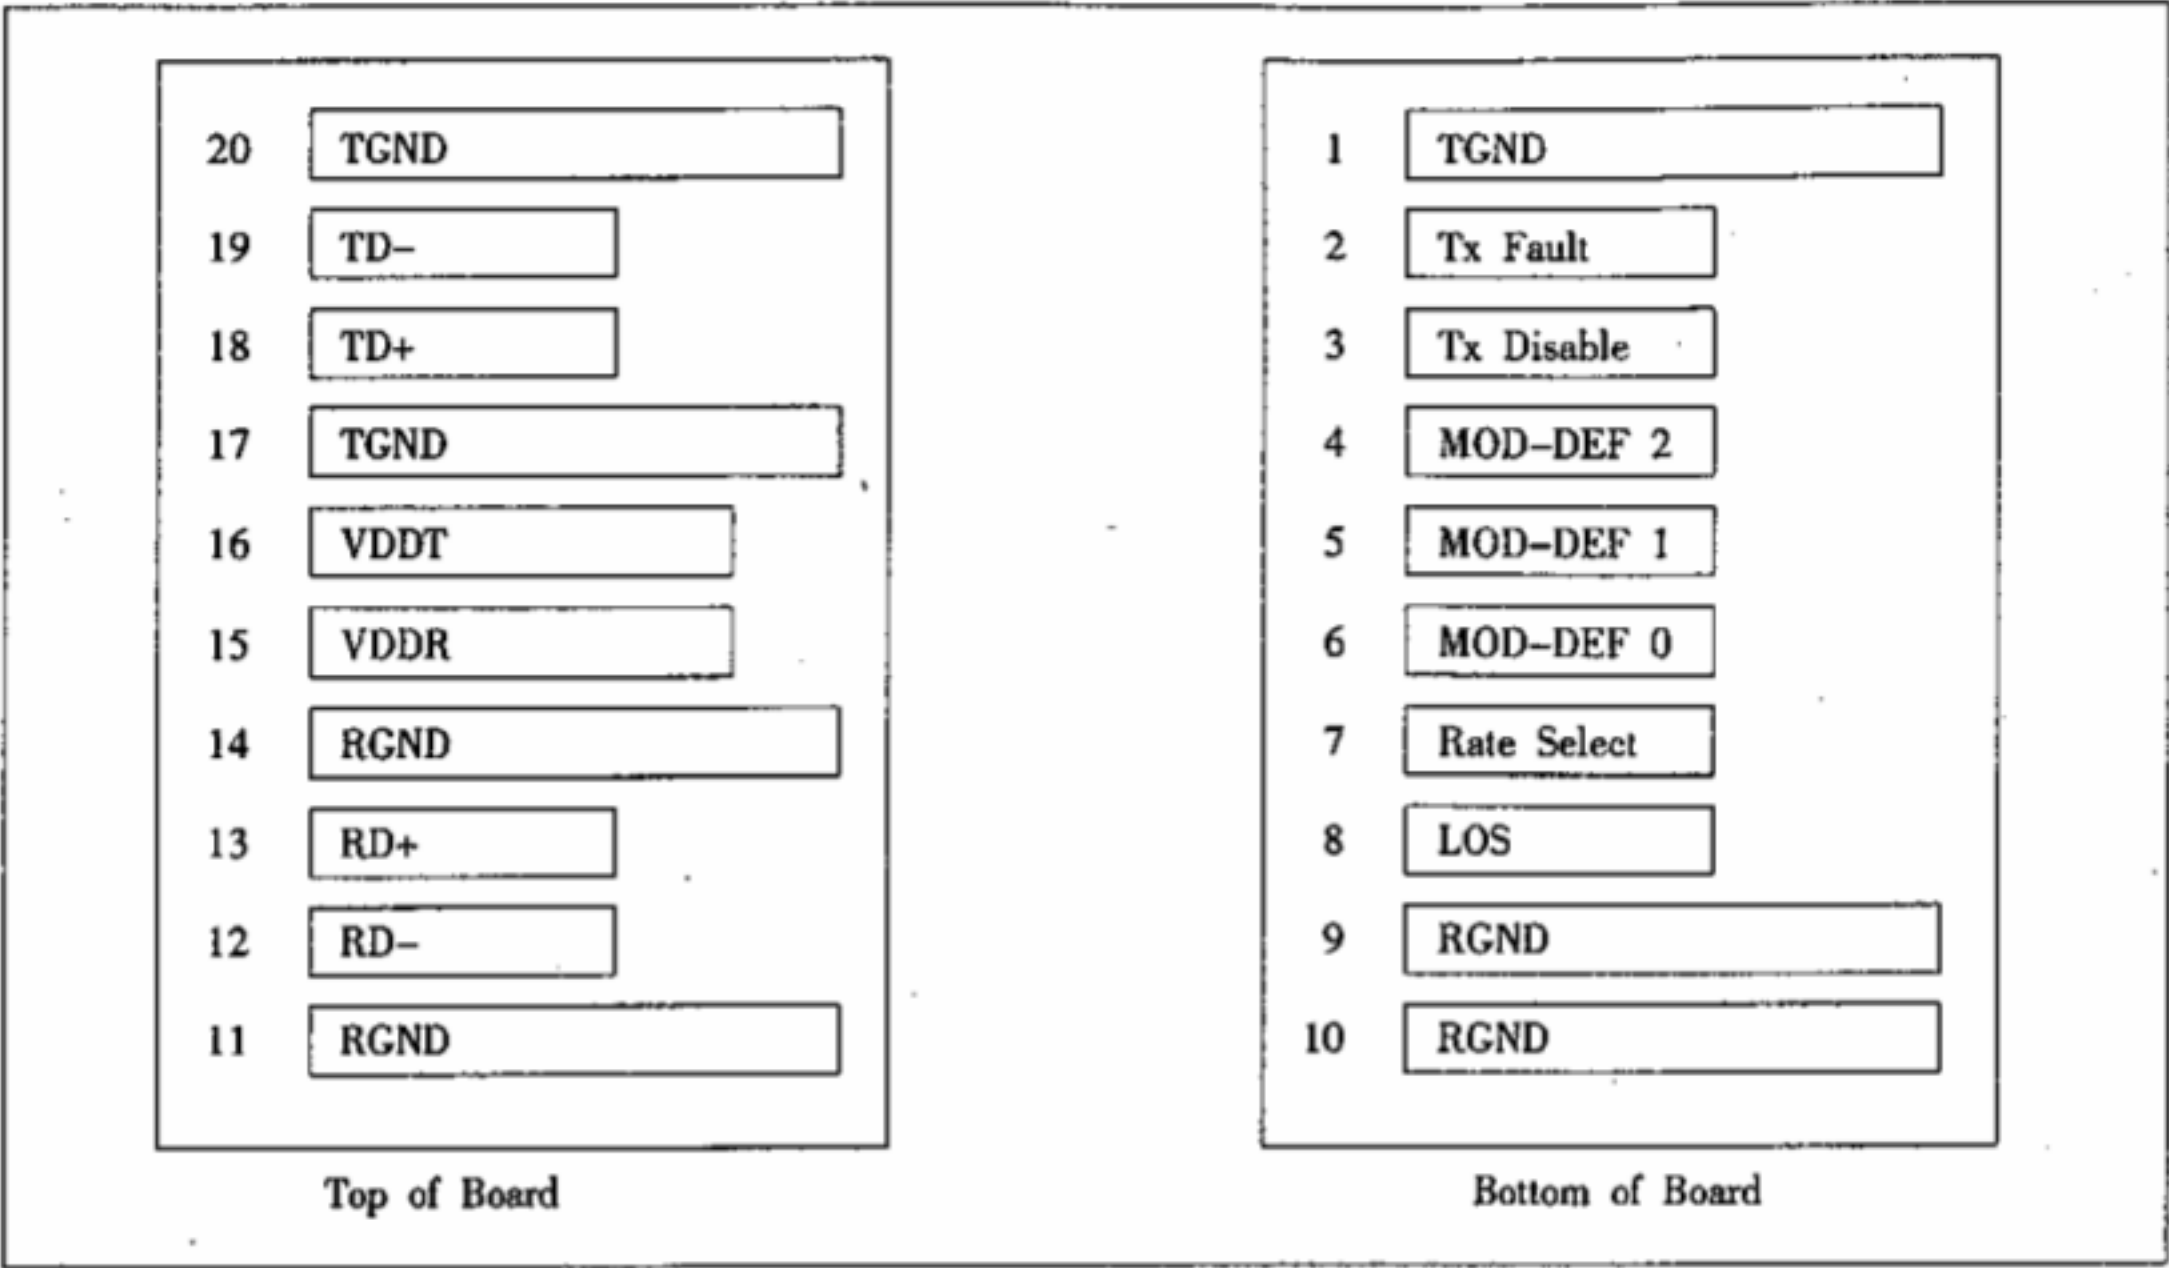 20 TGND
19 TD–
18 TD+
17 TGND
16 VDDT
15 VDDR
14 RGND
13 RD+
12 RD–
11 RGND
Top of Board
1 TGND
2 Tx Fault
3 Tx Disable
4 MOD–DEF 2
5 MOD–DEF 1
6 MOD–DEF 0
7 Rate Select
8 LOS
9 RGND
10 RGND
Bottom of Board